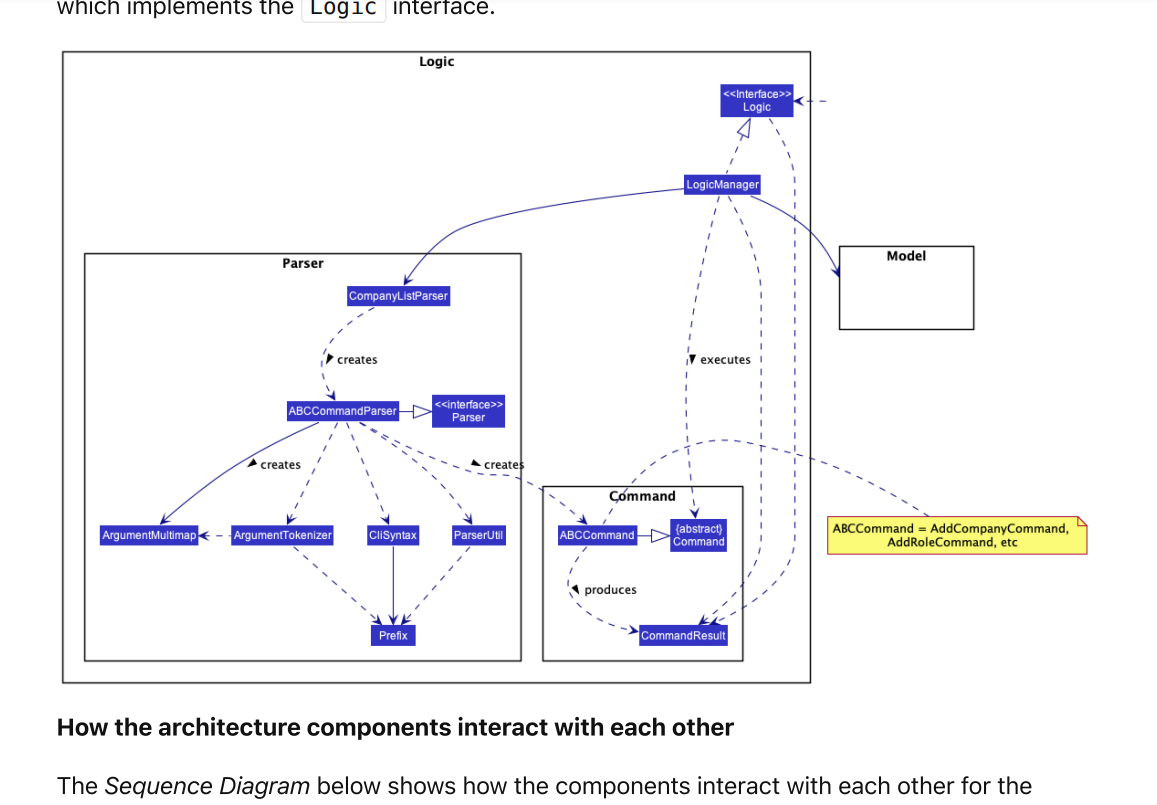 which implements the Logic interface.
Logic
<<Interface>>
Logic
LogicManager
Model
Parser
CompanyListParser
creates
executes
ABCCommandParser
<<interface>>
Parser
creates
creates
Command
ArgumentMultimap
ArgumentTokenizer
CliSyntax
ParserUtil
ABCCommand
{abstract}
Command
ABCCommand = AddCompanyCommand,
AddRoleCommand, etc
produces
Prefix
CommandResult
How the architecture components interact with each other
The Sequence Diagram below shows how the components interact with each other for the